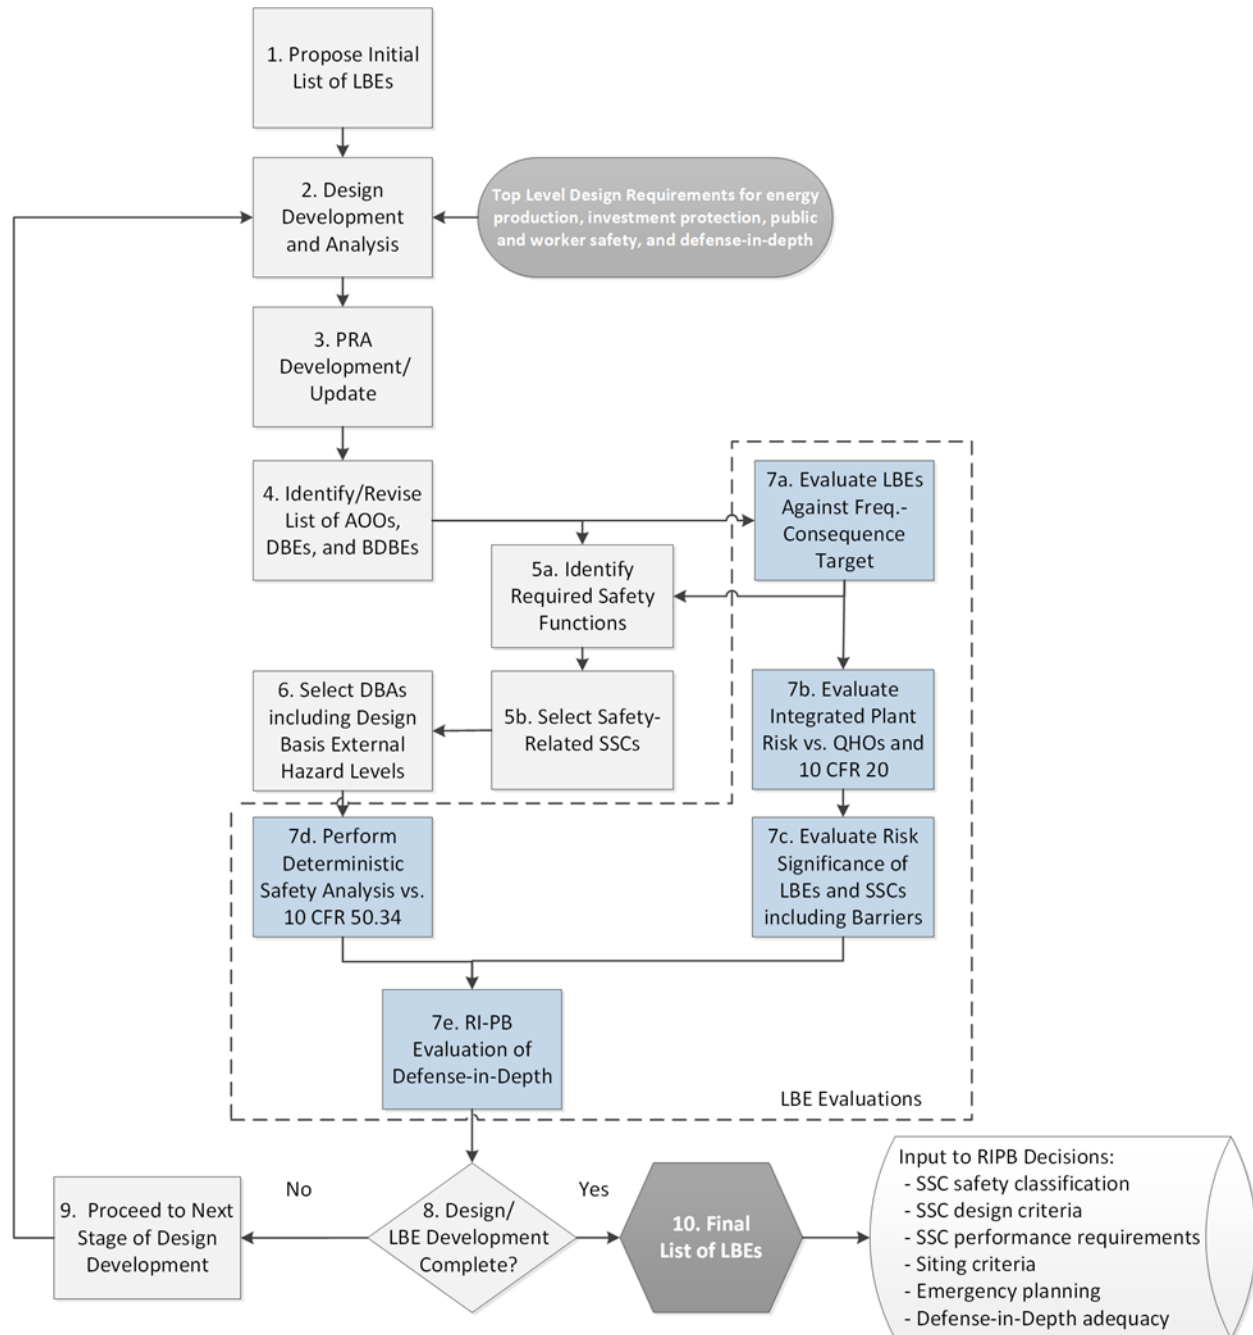 1. Propose Initial
List of LBEs
2. Design
Development
and Analysis
Top Level Design Requirements for energy
production, investment protection, public
and worker safety, and defense-in-depth
3. PRA
Development/
Update
4. Identify/Revise
List of AOOs,
DBEs, and BDBEs
7a. Evaluate LBEs
Against Freq.-
Consequence
Target
5a. Identify
Required Safety
Functions
6. Select DBAs
including Design
Basis External
Hazard Levels
5b. Select Safety-
Related SSCs
7b. Evaluate
Integrated Plant
Risk vs. QHOs and
10 CFR 20
7d. Perform
Deterministic
Safety Analysis vs.
10 CFR 50.34
7c. Evaluate Risk
Significance of
LBEs and SSCs
including Barriers
7e. RI-PB
Evaluation of
Defense-in-Depth
LBE Evaluations
9. Proceed to Next
Stage of Design
Development
No
8. Design/
LBE Development
Complete?
Yes
10. Final
List of LBEs
Input to RIPB Decisions:
- SSC safety classification
- SSC design criteria
- SSC performance requirements
- Siting criteria
- Emergency planning
- Defense-in-Depth adequacy